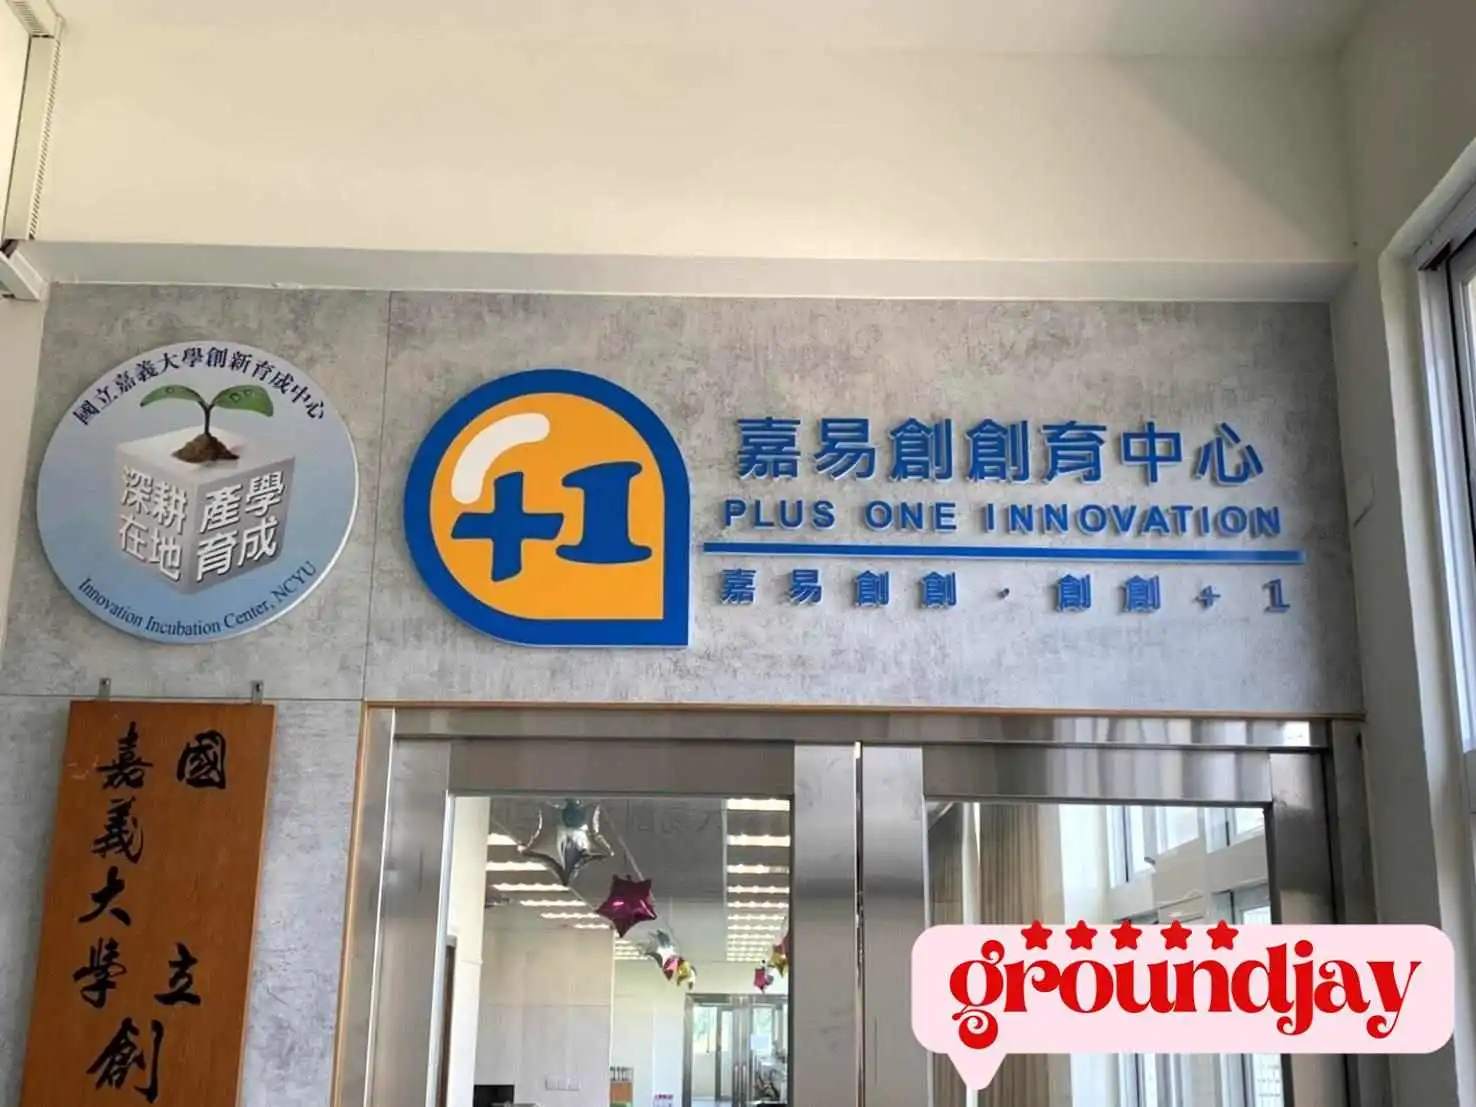 國立嘉義大學創新育成中心
深耕
在地
產學
育成
Innovation Incubation Center, NCYU
+1
嘉易創創育中心
PLUS ONE INNOVATION
嘉易創創·創創+1
國立
嘉義大學創
groundjay